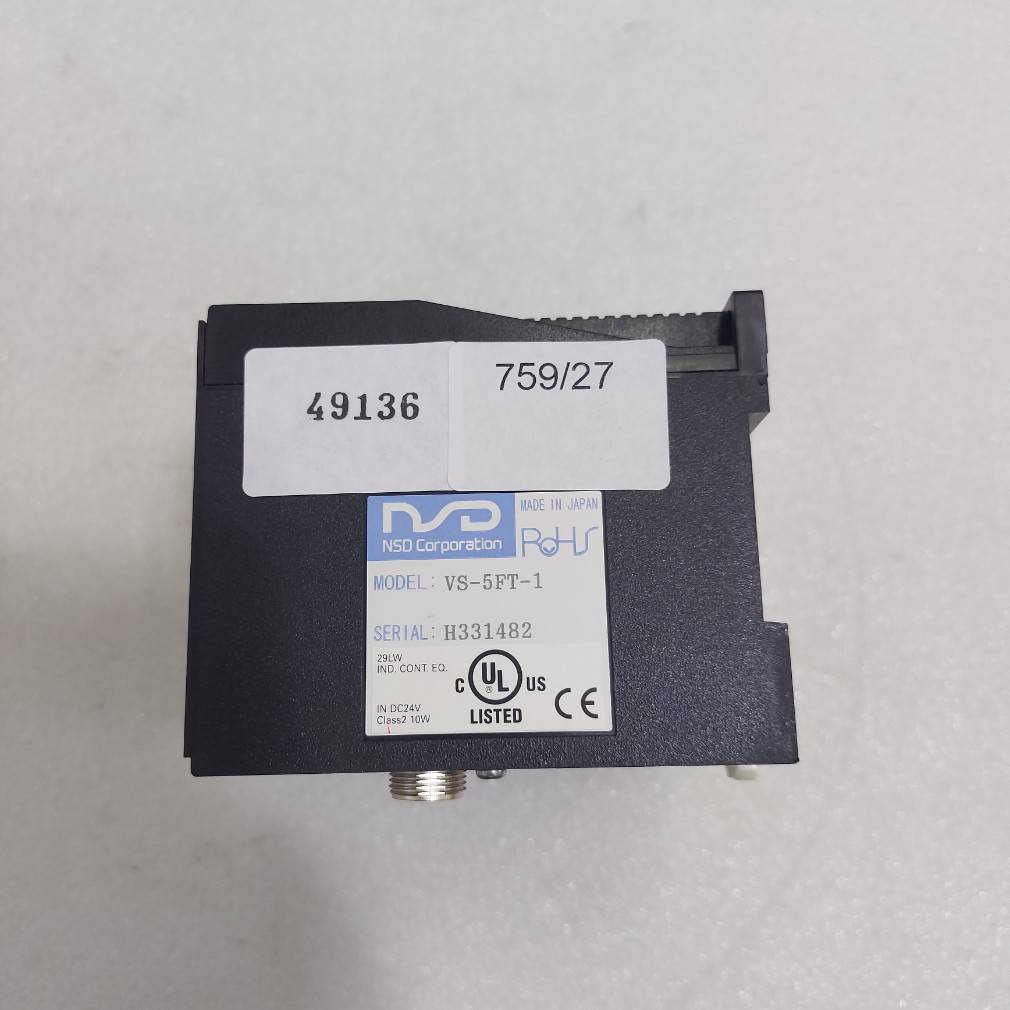 49136
759/27
NSD
NSD Corporation
MADE IN JAPAN
RoHS
MODEL: VS-5FT-1
SERIAL: H331482
29LW
IND. CONT. EQ.
C UL ® US
LISTED
CE
IN DC24V
Class2 10W